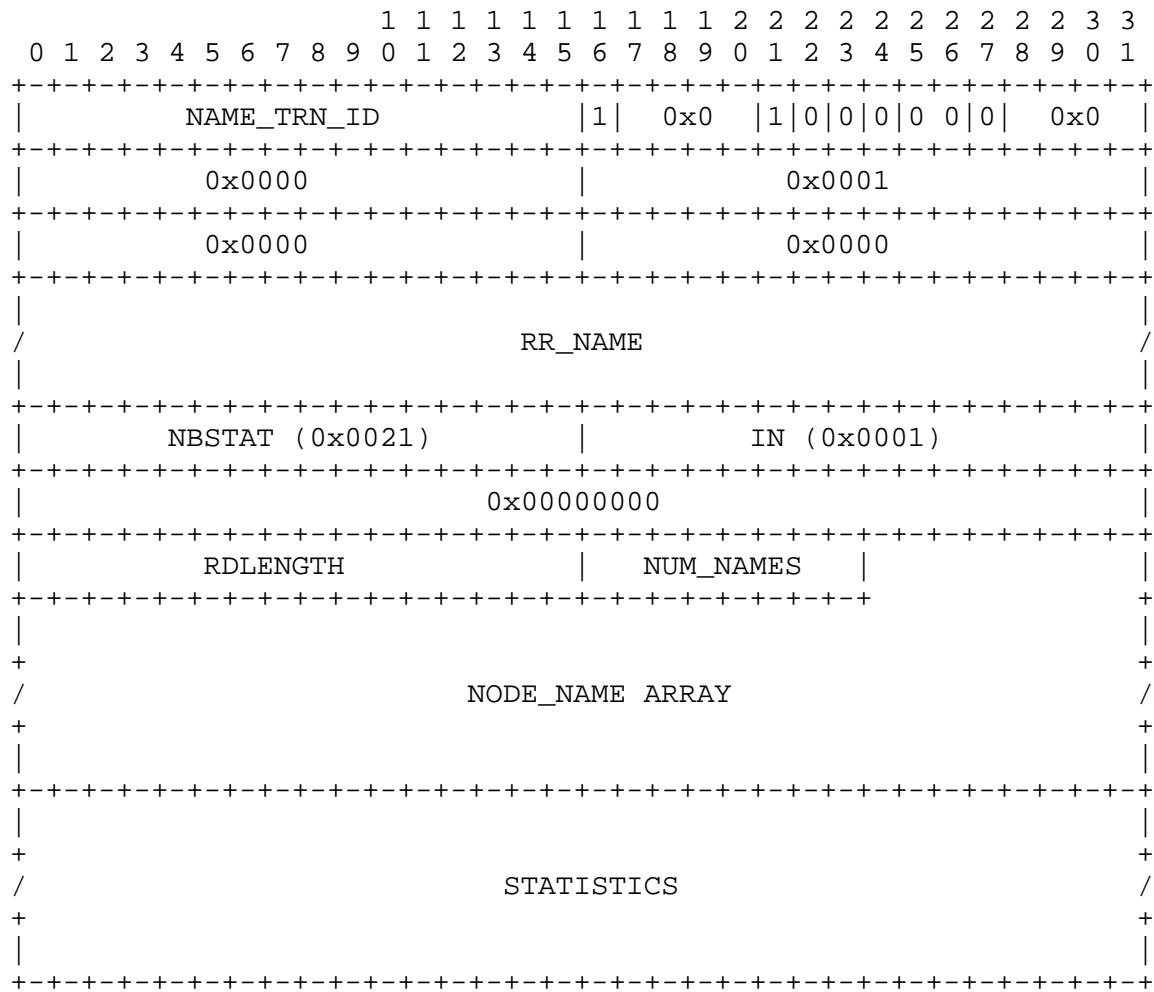 1 1 1 1 1 1 1 1 1 1 2 2 2 2 2 2 2 2 2 2 3 3
0 1 2 3 4 5 6 7 8 9 0 1 2 3 4 5 6 7 8 9 0 1 2 3 4 5 6 7 8 9 0 1
+-+-+-+-+-+-+-+-+-+-+-+-+-+-+-+-+-+-+-+-+-+-+-+-+-+-+-+-+-+-+-+-+
|         NAME_TRN_ID           |1|  0x0  |1|0|0|0|0 0|0|  0x0  |
+-+-+-+-+-+-+-+-+-+-+-+-+-+-+-+-+-+-+-+-+-+-+-+-+-+-+-+-+-+-+-+-+
|          0x0000               |           0x0001              |
+-+-+-+-+-+-+-+-+-+-+-+-+-+-+-+-+-+-+-+-+-+-+-+-+-+-+-+-+-+-+-+-+
|          0x0000               |           0x0000              |
+-+-+-+-+-+-+-+-+-+-+-+-+-+-+-+-+-+-+-+-+-+-+-+-+-+-+-+-+-+-+-+-+
|                                                               |
/                            RR_NAME                            /
|                                                               |
+-+-+-+-+-+-+-+-+-+-+-+-+-+-+-+-+-+-+-+-+-+-+-+-+-+-+-+-+-+-+-+-+
|        NBSTAT (0x0021)        |         IN (0x0001)           |
+-+-+-+-+-+-+-+-+-+-+-+-+-+-+-+-+-+-+-+-+-+-+-+-+-+-+-+-+-+-+-+-+
|                          0x00000000                           |
+-+-+-+-+-+-+-+-+-+-+-+-+-+-+-+-+-+-+-+-+-+-+-+-+-+-+-+-+-+-+-+-+
|          RDLENGTH             |   NUM_NAMES   |               |
+-+-+-+-+-+-+-+-+-+-+-+-+-+-+-+-+-+-+-+-+-+-+-+-+               +
|                                                               |
+                                                               +
/                         NODE_NAME ARRAY                       /
+                                                               +
|                                                               |
+-+-+-+-+-+-+-+-+-+-+-+-+-+-+-+-+-+-+-+-+-+-+-+-+-+-+-+-+-+-+-+-+
|                                                               |
+                                                               +
/                           STATISTICS                          /
+                                                               +
|                                                               |
+-+-+-+-+-+-+-+-+-+-+-+-+-+-+-+-+-+-+-+-+-+-+-+-+-+-+-+-+-+-+-+-+